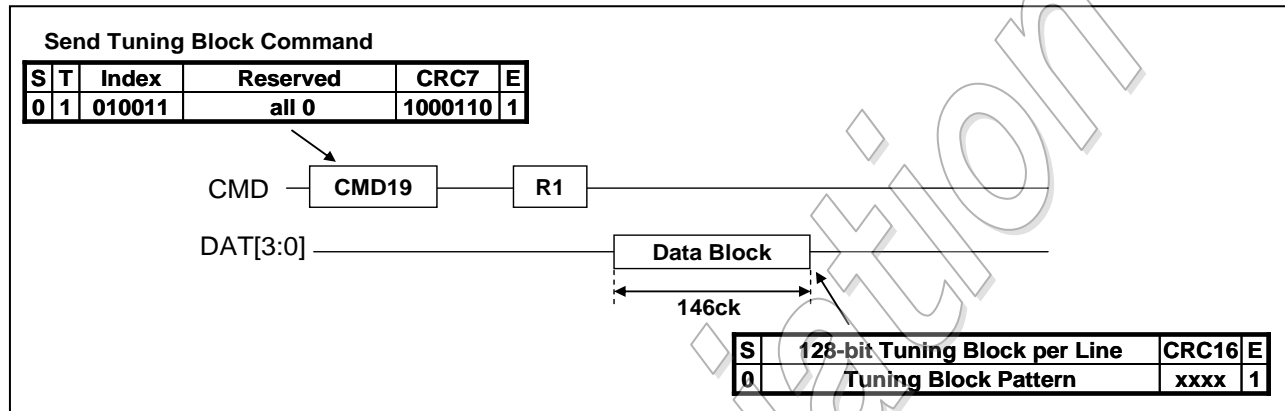 Send Tuning Block Command
S T Index Reserved CRC7 E
0 1 010011 all 0 1000110 1
CMD CMD19 R1
DAT[3:0] Data Block
146ck
S 128-bit Tuning Block per Line CRC16 E
0 Tuning Block Pattern xxxx 1